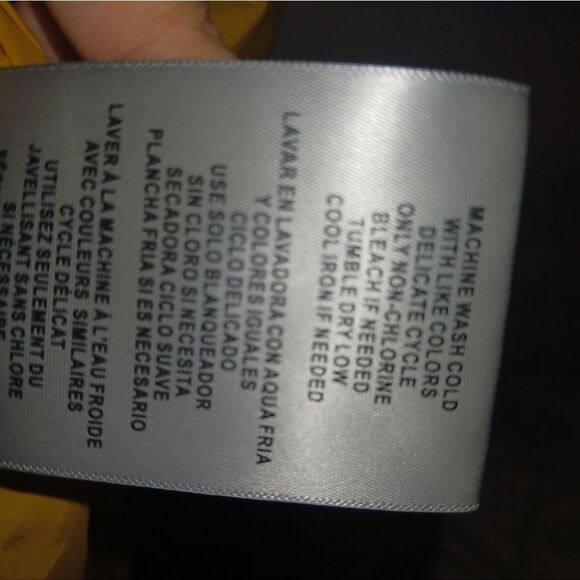 MACHINE WASH COLD
WITH LIKE COLORS
DELICATE CYCLE
ONLY NON-CHLORINE
BLEACH IF NEEDED
TUMBLE DRY LOW
COOL IRON IF NEEDED
LAVAR EN LAVADORA CON AQUA FRIA
Y COLORES IGUALES
CICLO DELICADO
USE SOLO BLANQUEADOR
SIN CLORO SI NECESITA
SECADORA CICLO SUAVE
PLANCHA FRIA SI ES NECESARIO
LAVER À LA MACHINE À L'EAU FROIDE
AVEC COULEURS SIMILAIRES
CYCLE DÉLICAT
UTILISEZ SEULEMENT DU
JAVELLISANT SANS CHLORE
SI NÉCESSAIRE